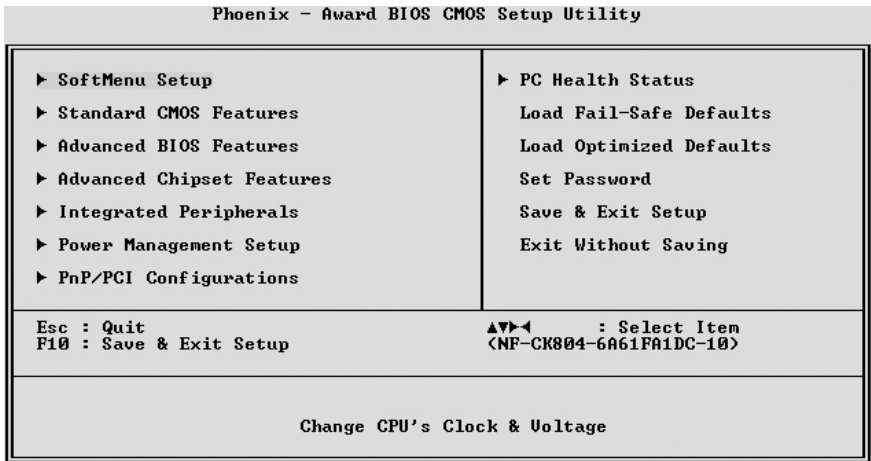 Phoenix - Award BIOS CMOS Setup Utility
SoftMenu Setup
Standard CMOS Features
Advanced BIOS Features
Advanced Chipset Features
Integrated Peripherals
Power Management Setup
PnP/PCI Configurations
PC Health Status
Load Fail-Safe Defaults
Load Optimized Defaults
Set Password
Save & Exit Setup
Exit Without Saving
Esc : Quit
F10 : Save & Exit Setup
▲▼►◄ : Select Item
(NF-CK804-6A61FA1DC-10)
Change CPU's Clock & Voltage